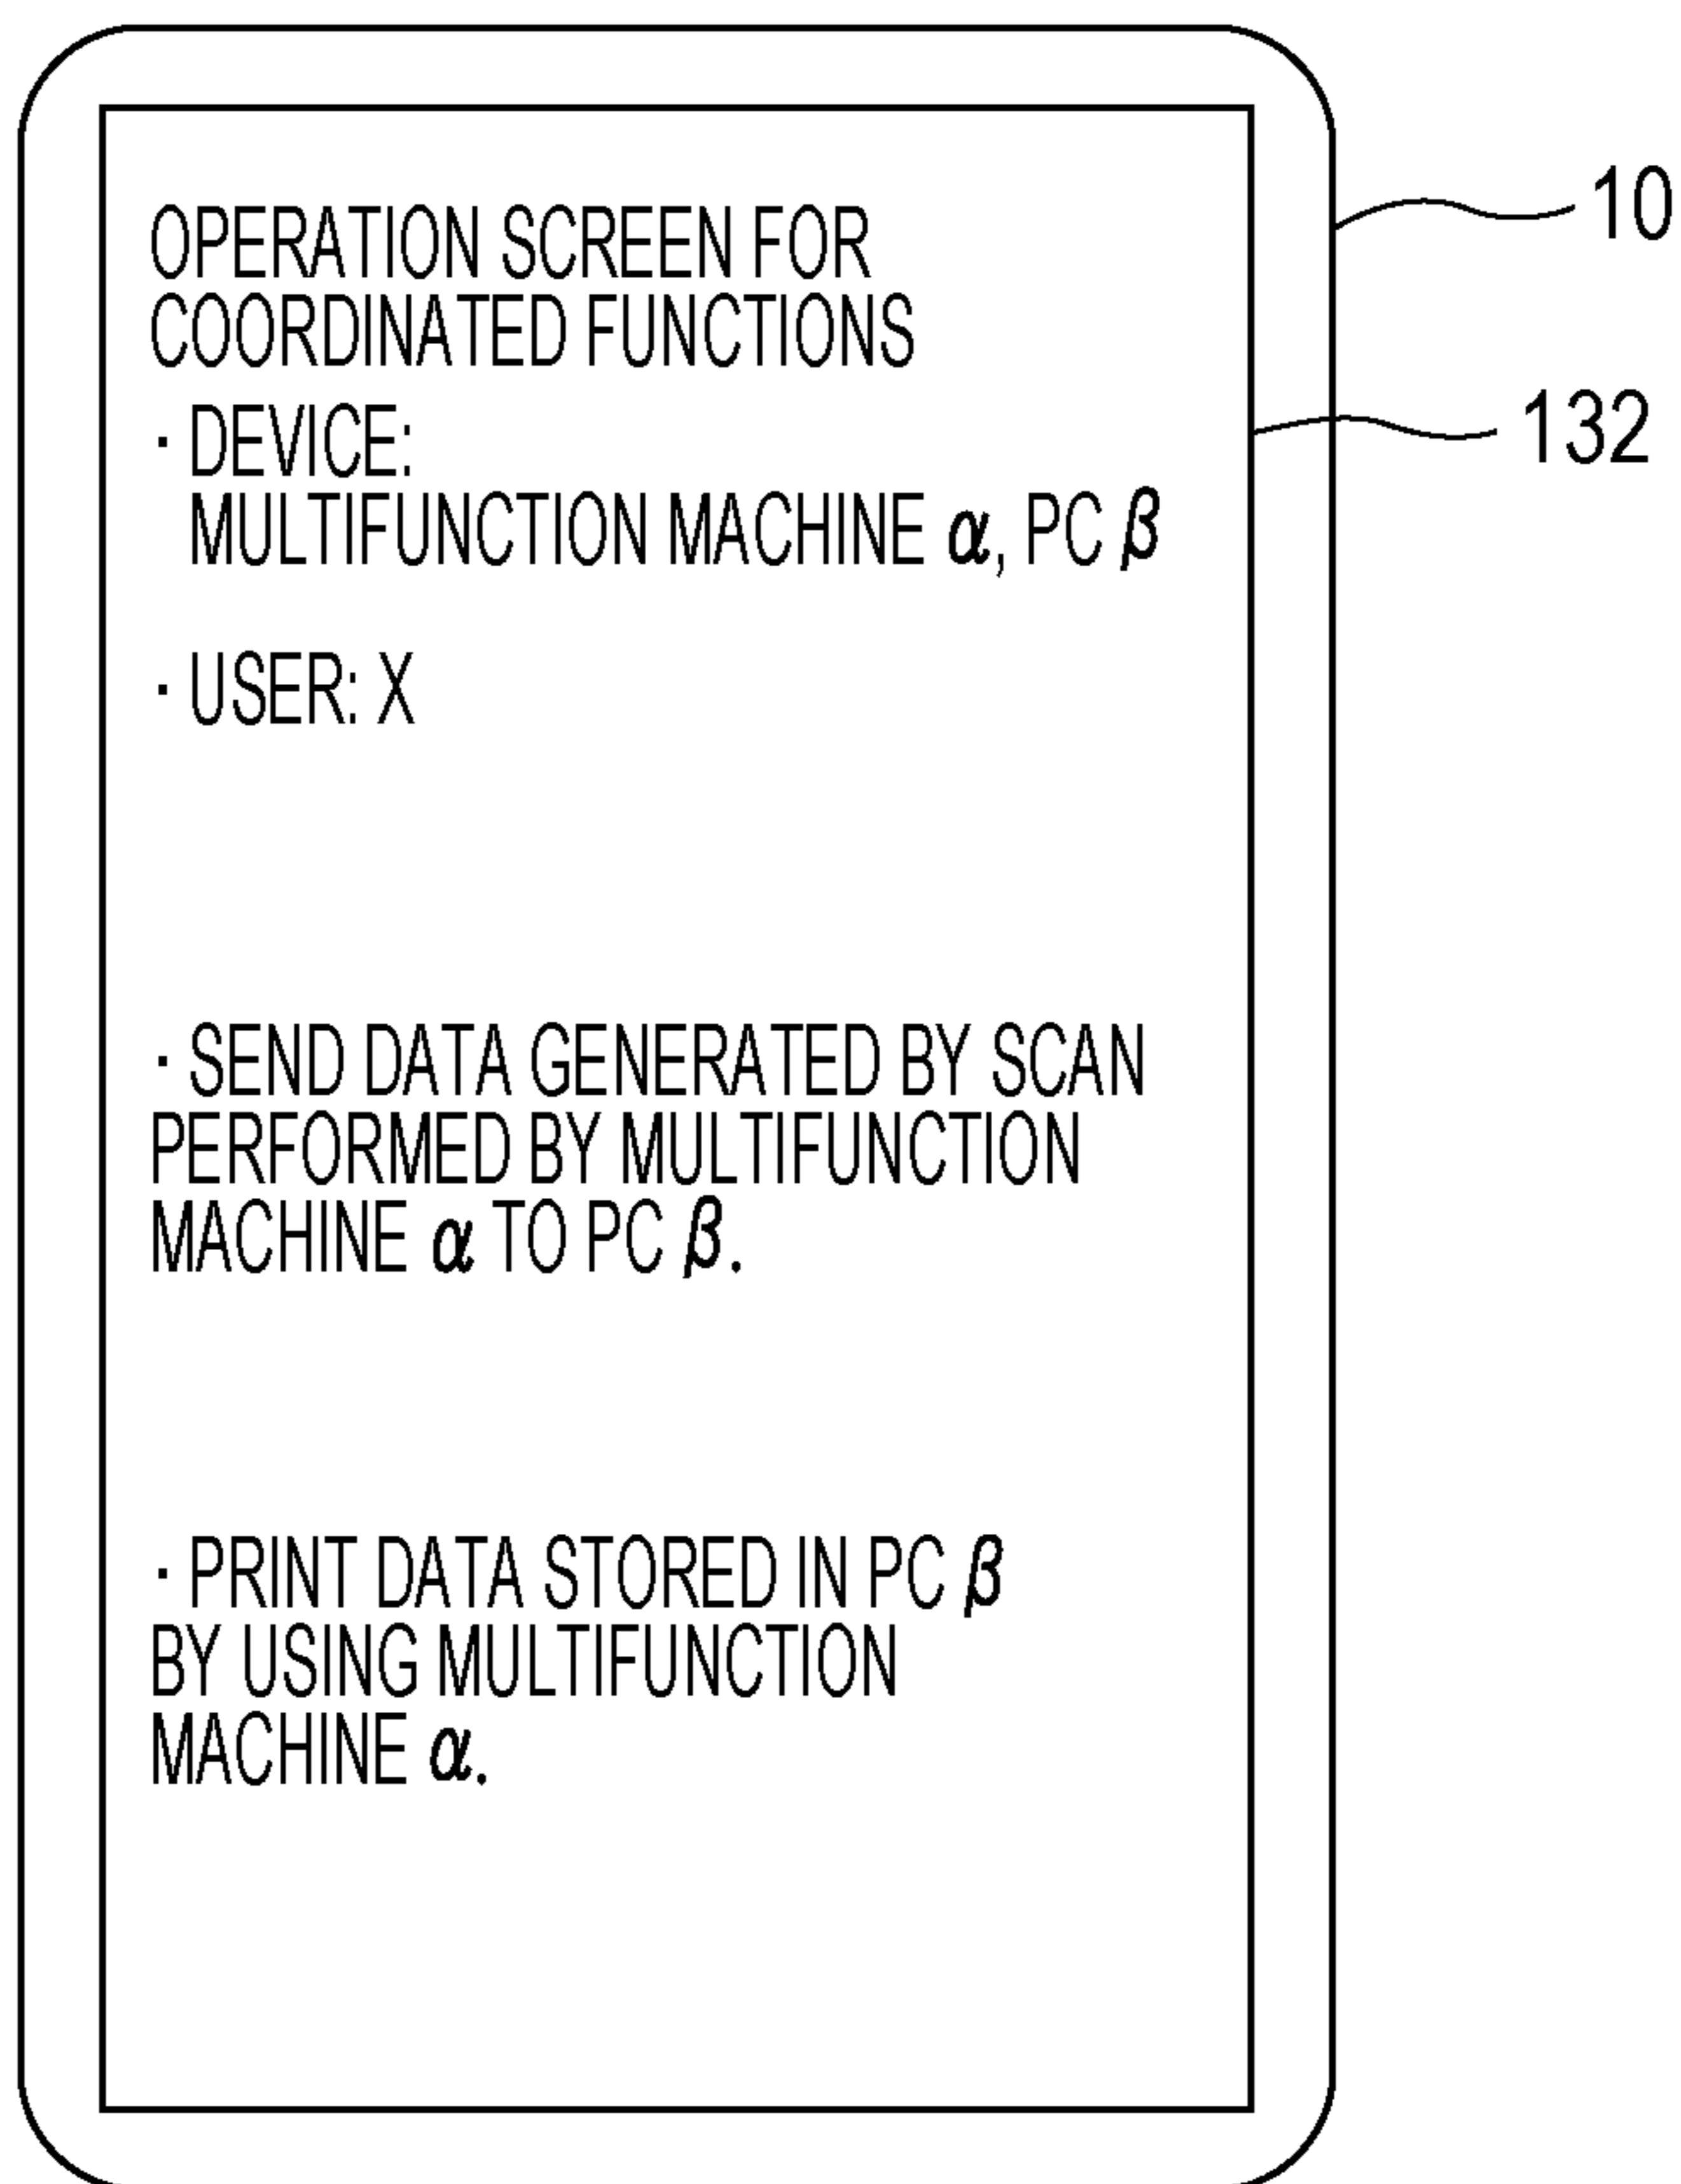 OPERATION SCREEN FOR
COORDINATED FUNCTIONS
· DEVICE:
MULTIFUNCTION MACHINE α, PC β
· USER: X
· SEND DATA GENERATED BY SCAN
PERFORMED BY MULTIFUNCTION
MACHINE α TO PC β.
· PRINT DATA STORED IN PC β
BY USING MULTIFUNCTION
MACHINE α.
10
132